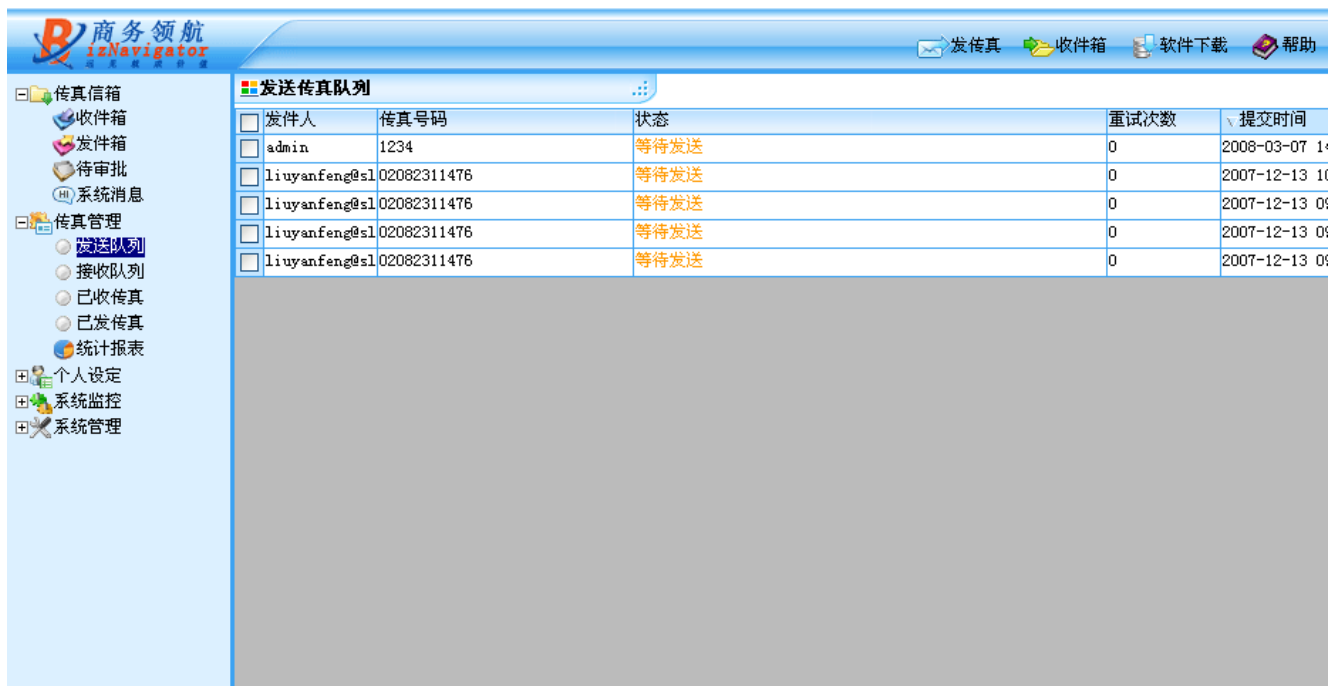 商务领航
BizNavigator
发传真 收件箱 软件下载 帮助
传真信箱
收件箱
发件箱
待审批
HI 系统消息
传真管理
发送队列
接收队列
已收传真
已发传真
统计报表
个人设定
系统监控
系统管理
发送传真队列
发件人 传真号码 状态 重试次数 提交时间
admin 1234 等待发送 0 2008-03-07 14
liuyanfeng@sl 02082311476 等待发送 0 2007-12-13 10
liuyanfeng@sl 02082311476 等待发送 0 2007-12-13 09
liuyanfeng@sl 02082311476 等待发送 0 2007-12-13 09
liuyanfeng@sl 02082311476 等待发送 0 2007-12-13 09